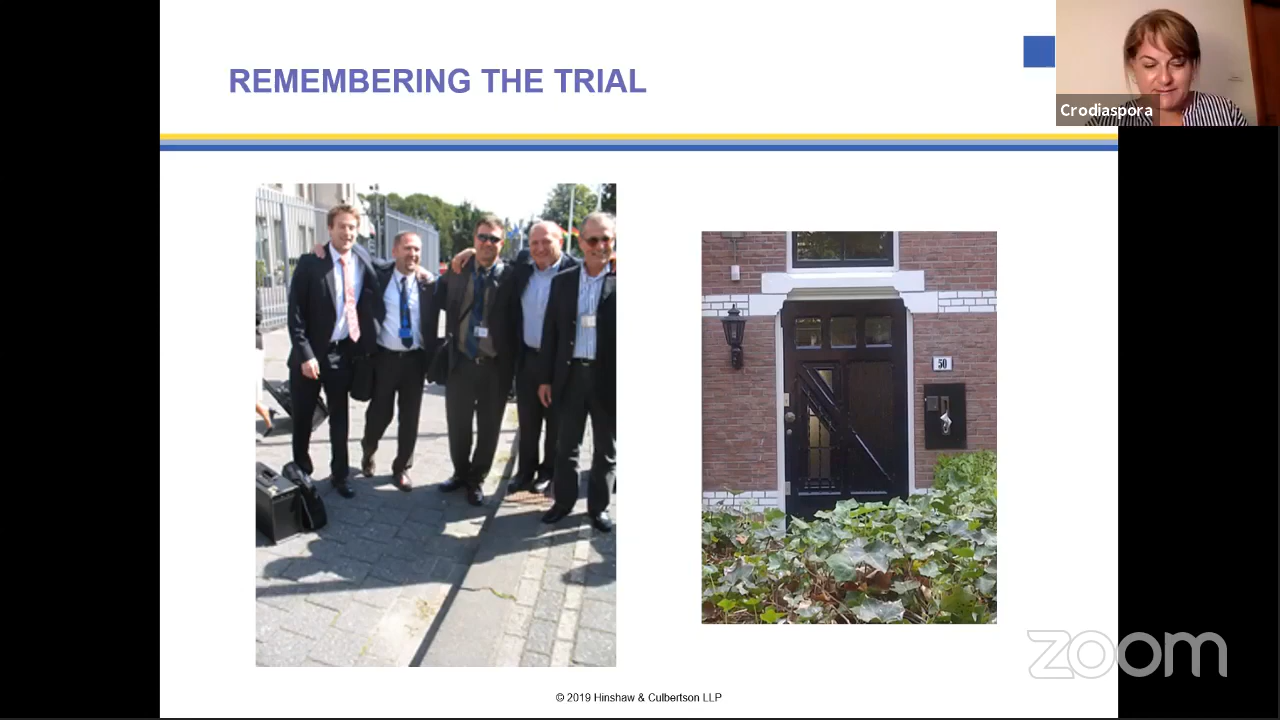 REMEMBERING THE TRIAL
Crodiaspora
50
© 2019 Hinshaw & Culbertson LLP
zoom